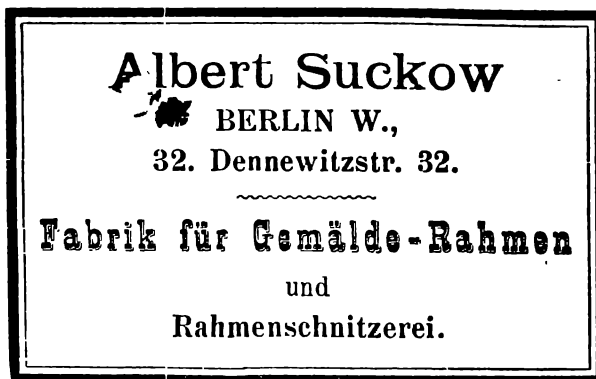 Albert Suckow
BERLIN W.,
32. Dennewitzstr. 32.
Fabrik für Gemälde-Rahmen
und
Rahmenschnitzerei.